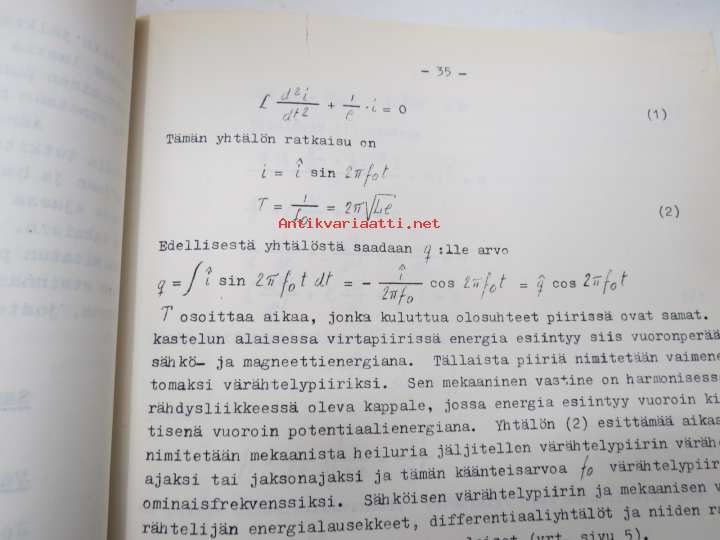 - 35 -
L d²i/dt² + 1/C · i = 0 (1)
Tämän yhtälön ratkaisu on
i = î sin 2πf₀t
T = 1/f₀ = 2π√LC (2)
Antikvariaatti.net
Edellisestä yhtälöstä saadaan q :lle arvo
q = ∫ î sin 2πf₀t dt = - î/2πf₀ cos 2πf₀t = q̂ cos 2πf₀t
T osoittaa aikaa, jonka kuluttua olosuhteet piirissä ovat samat.
kastelun alaisessa virtapiirissä energia esiintyy siis vuoronperää
sähkö- ja magneettienergiana. Tällaista piiriä nimitetään vaimene
tomaksi värähtelypiiriksi. Sen mekaaninen vastine on harmonisess
rähdysliikkeessä oleva kappale, jossa energia esiintyy vuoroin ki
tisenä vuoroin potentiaalienergiana. Yhtälön (2) esittämää aikaa
nimitetään mekaanista heiluria jäljitellen värähtelypiirin väräh
ajaksi tai jaksonajaksi ja tämän käänteisarvoa f₀ värähtelypiir
ominaisfrekvenssiksi. Sähköisen värähtelypiirin ja mekaanisen v
rähtelijän energialausekkeet, differentiaaliyhtälöt ja niiden ra
(vrt. sivu 5).